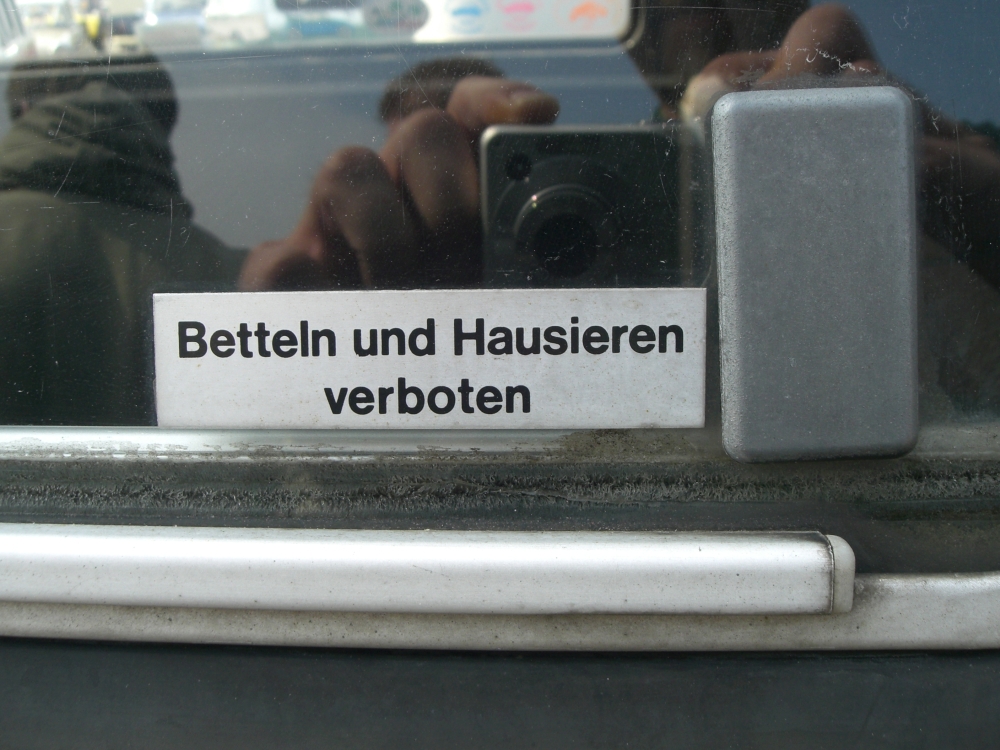 Betteln und Hausieren
verboten